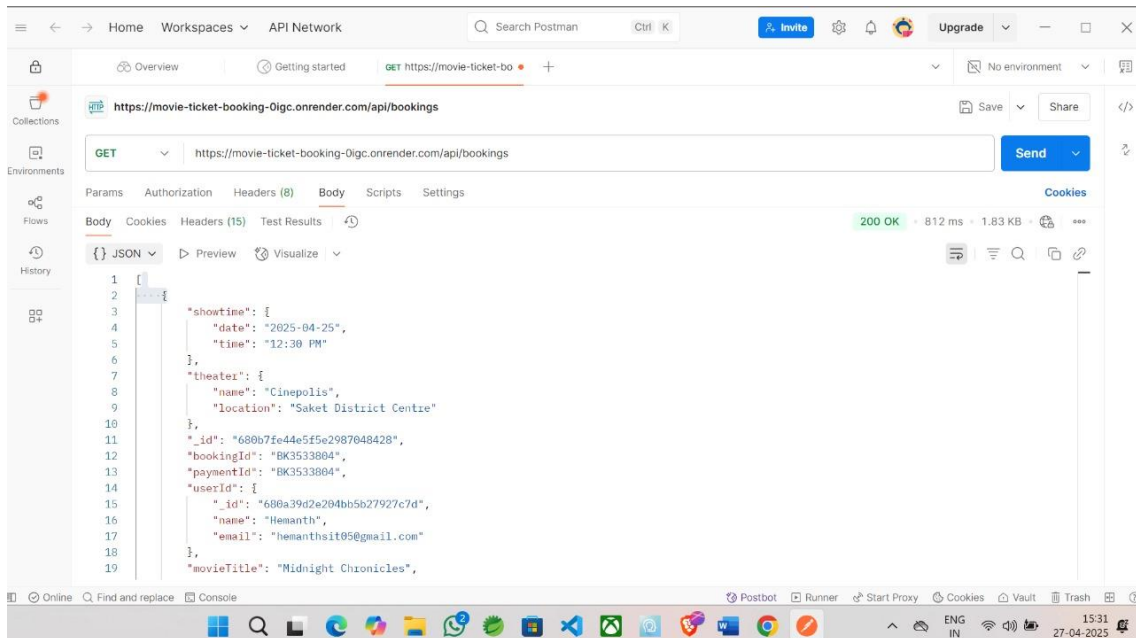 Home Workspaces API Network Search Postman Ctrl K Invite Upgrade
Overview Getting started GET https://movie-ticket-bo No environment
HTTP https://movie-ticket-booking-0igc.onrender.com/api/bookings Save Share
GET https://movie-ticket-booking-0igc.onrender.com/api/bookings Send
Params Authorization Headers (8) Body Scripts Settings Cookies
Body Cookies Headers (15) Test Results 200 OK 812 ms 1.83 KB
{} JSON Preview Visualize
Collections
Environments
Flows
History
1 [
2 {
3 "showtime": {
4 "date": "2025-04-25",
5 "time": "12:30 PM"
6 },
7 "theater": {
8 "name": "Cinepolis",
9 "location": "Saket District Centre"
10 },
11 "_id": "680b7fe44e5f5e2987048428",
12 "bookingId": "BK3533804",
13 "paymentId": "BK3533804",
14 "userId": {
15 "_id": "680a39d2e204bb5b27927c7d",
16 "name": "Hemanth",
17 "email": "hemanthsit05@gmail.com"
18 },
19 "movieTitle": "Midnight Chronicles",
Online Find and replace Console Postbot Runner Start Proxy Cookies Vault Trash
ENG 15:31
IN 27-04-2025